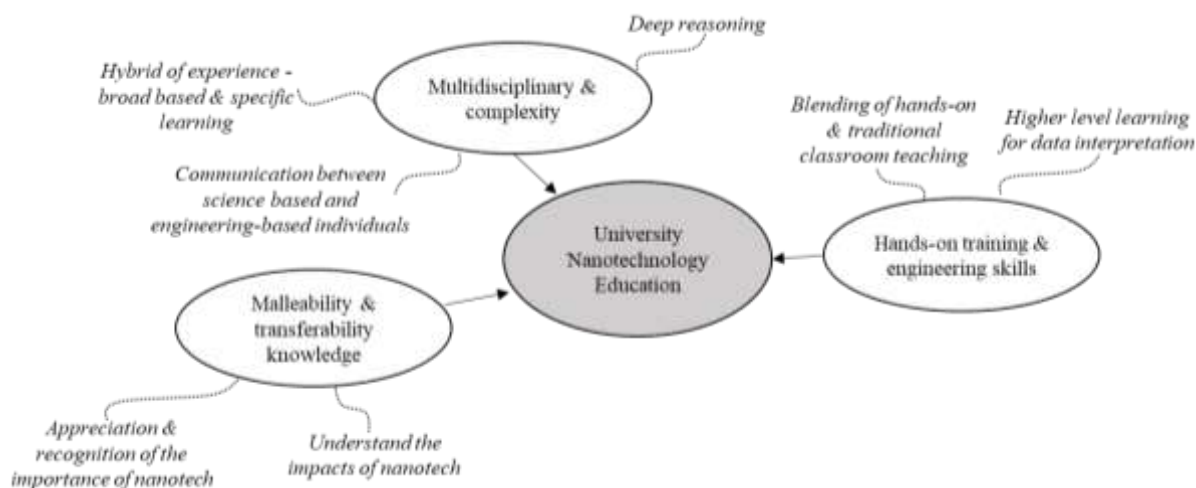 Deep reasoning
Hybrid of experience -
broad based & specific
learning
Multidisciplinary &
complexity
Blending of hands-on
& traditional
classroom teaching
Higher level learning
for data interpretation
Communication between
science based and
engineering-based individuals
University
Nanotechnology
Education
Hands-on training &
engineering skills
Malleability &
transferability
knowledge
Appreciation &
recognition of the
importance of nanotech
Understand the
impacts of nanotech